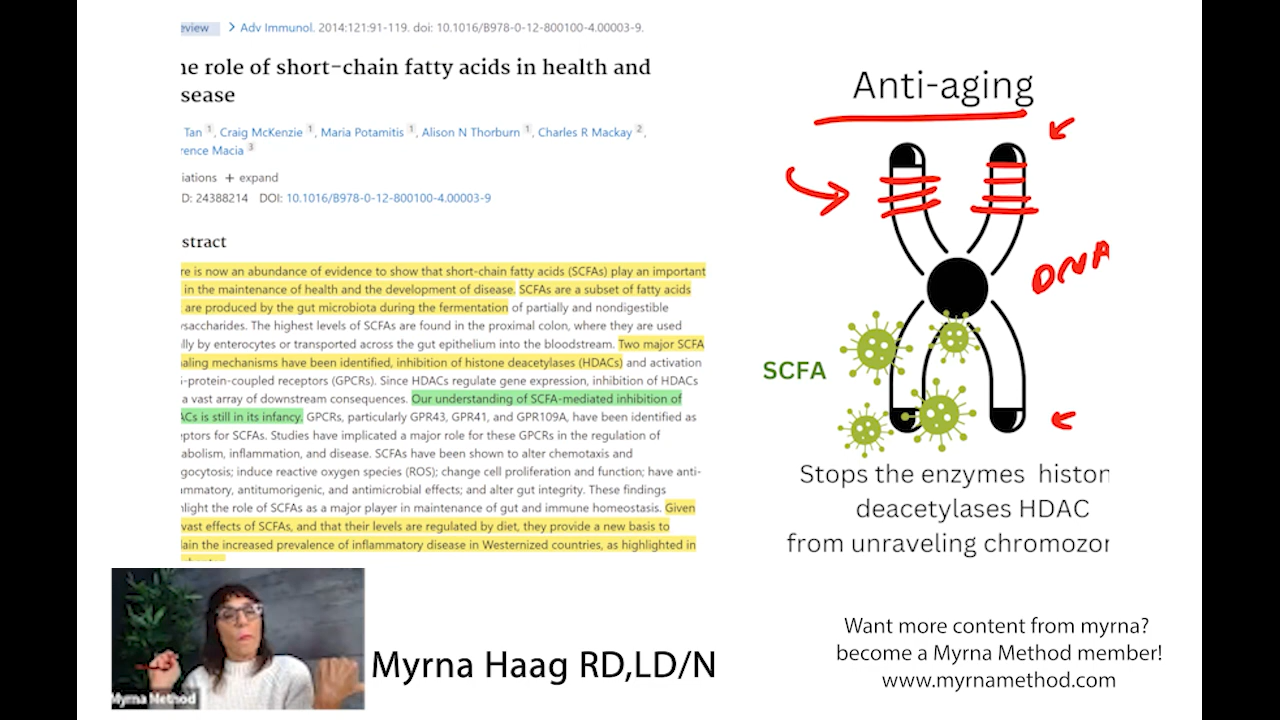 eview > Adv Immunol. 2014:121:91-119. doi: 10.1016/B978-0-12-800100-4.00003-9.
ne role of short-chain fatty acids in health and
sease
Tan 1, Craig McKenzie 1, Maria Potamitis 1, Alison N Thorburn 1, Charles R Mackay 2,
rence Macia 3
iations + expand
D: 24388214 DOI: 10.1016/B978-0-12-800100-4.00003-9
stract
re is now an abundance of evidence to show that short-chain fatty acids (SCFAs) play an important
in the maintenance of health and the development of disease. SCFAs are a subset of fatty acids
are produced by the gut microbiota during the fermentation of partially and nondigestible
ysaccharides. The highest levels of SCFAs are found in the proximal colon, where they are used
lly by enterocytes or transported across the gut epithelium into the bloodstream. Two major SCFA
aling mechanisms have been identified, inhibition of histone deacetylases (HDACs) and activation
i-protein-coupled receptors (GPCRs). Since HDACs regulate gene expression, inhibition of HDACs
a vast array of downstream consequences. Our understanding of SCFA-mediated inhibition of
ACs is still in its infancy. GPCRs, particularly GPR43, GPR41, and GPR109A, have been identified as
eptors for SCFAs. Studies have implicated a major role for these GPCRs in the regulation of
abolism, inflammation, and disease. SCFAs have been shown to alter chemotaxis and
gocytosis; induce reactive oxygen species (ROS); change cell proliferation and function; have anti-
ammatory, antitumorigenic, and antimicrobial effects; and alter gut integrity. These findings
hlight the role of SCFAs as a major player in maintenance of gut and immune homeostasis. Given
vast effects of SCFAs, and that their levels are regulated by diet, they provide a new basis to
lain the increased prevalence of inflammatory disease in Westernized countries, as highlighted in
Anti-aging
DNA
SCFA
Stops the enzymes histon
deacetylases HDAC
from unraveling chromozor
Myrna Method
Myrna Haag RD,LD/N
Want more content from myrna?
become a Myrna Method member!
www.myrnamethod.com